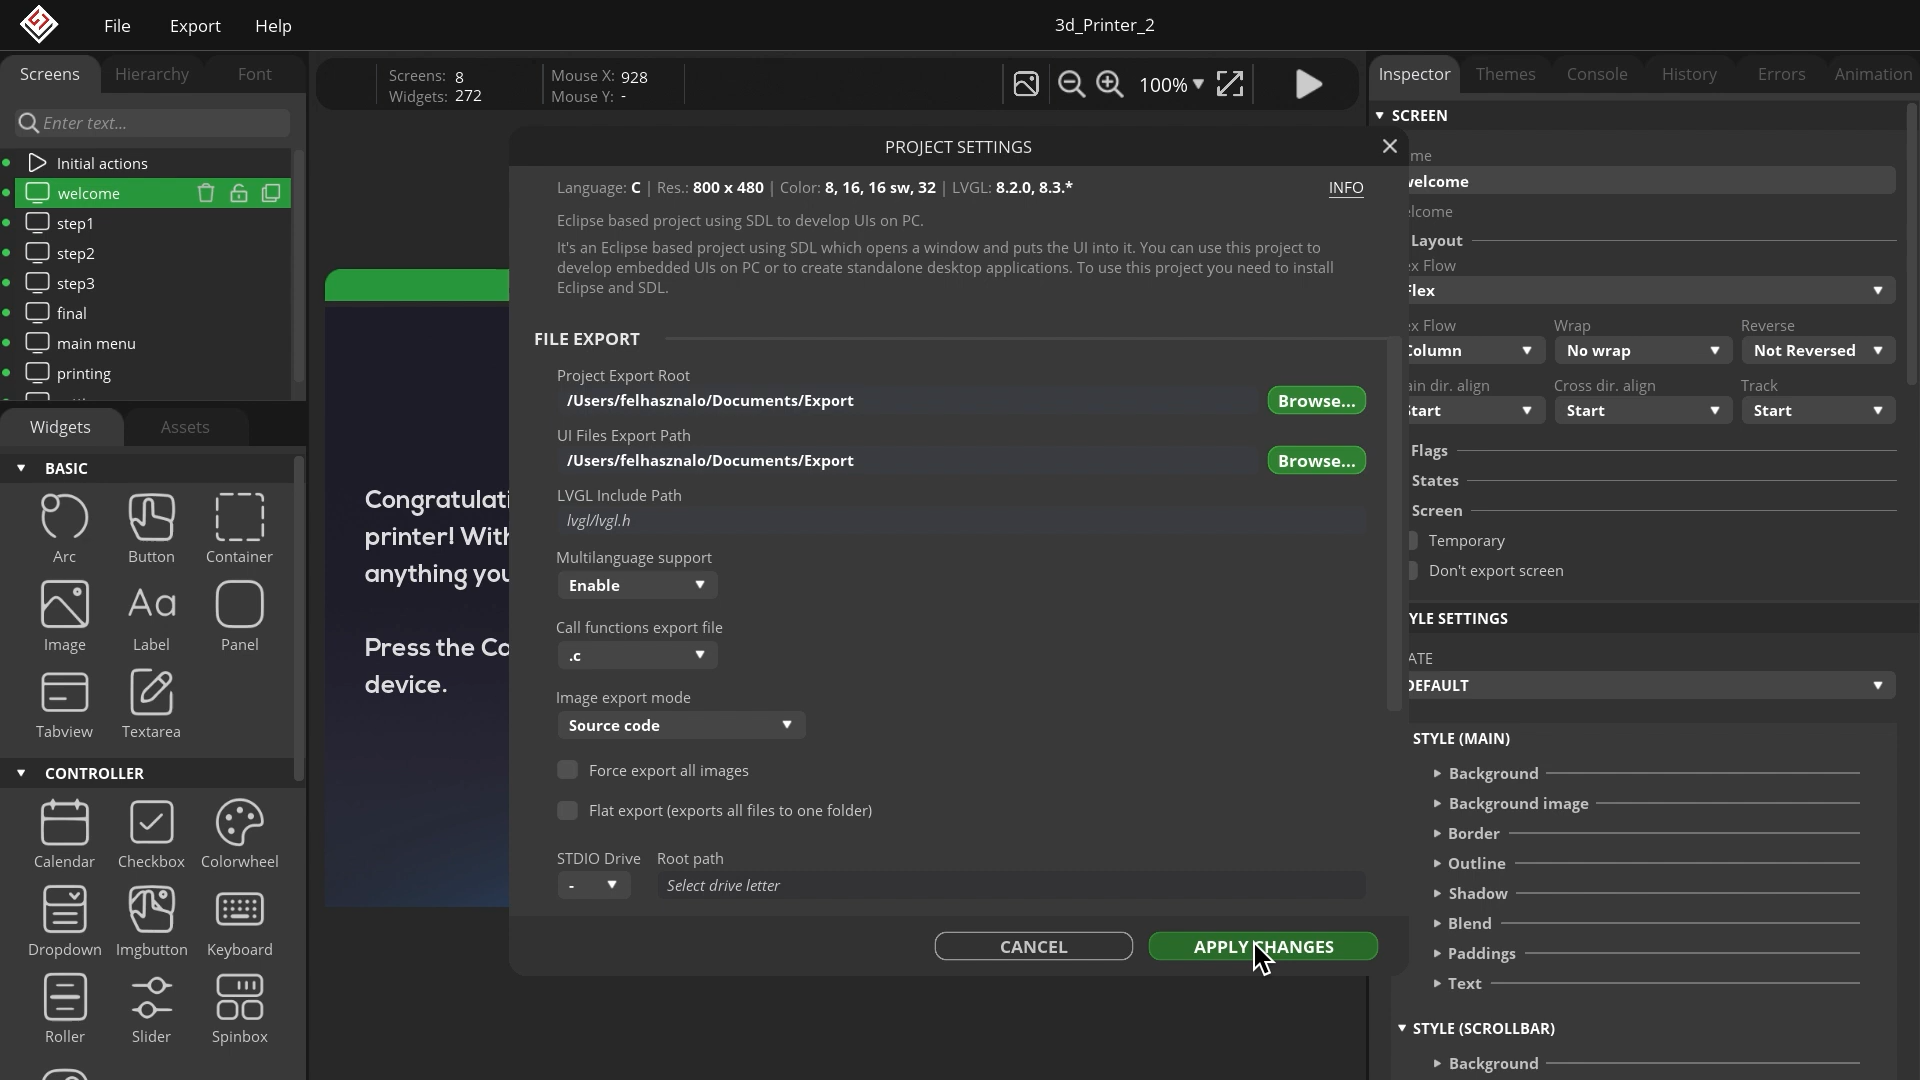 File
Export
Help
3d_Printer_2
Screens
Hierarchy
Font
Screens: 8
Widgets: 272
Mouse X: 928
Mouse Y: -
100%
Inspector
Themes
Console
History
Errors
Animation
Enter text...
Initial actions
welcome
step1
step2
step3
final
main menu
printing
Widgets
Assets
BASIC
Arc
Button
Container
Image
Label
Panel
Tabview
Textarea
CONTROLLER
Calendar
Checkbox
Colorwheel
Dropdown
Imgbutton
Keyboard
Roller
Slider
Spinbox
Congratulati
printer! With
anything you
Press the Co
device.
PROJECT SETTINGS
Language: C | Res.: 800 x 480 | Color: 8, 16, 16 sw, 32 | LVGL: 8.2.0, 8.3.*
INFO
Eclipse based project using SDL to develop UIs on PC.
It's an Eclipse based project using SDL which opens a window and puts the UI into it. You can use this project to
develop embedded UIs on PC or to create standalone desktop applications. To use this project you need to install
Eclipse and SDL.
FILE EXPORT
Project Export Root
/Users/felhasznalo/Documents/Export
Browse...
UI Files Export Path
/Users/felhasznalo/Documents/Export
Browse...
LVGL Include Path
lvgl/lvgl.h
Multilanguage support
Enable
Call functions export file
.c
Image export mode
Source code
Force export all images
Flat export (exports all files to one folder)
STDIO Drive
Root path
-
Select drive letter
CANCEL
APPLY CHANGES
SCREEN
me
welcome
elcome
Layout
ex Flow
Flex
ex Flow
Wrap
Reverse
Column
No wrap
Not Reversed
ain dir. align
Cross dir. align
Track
Start
Start
Start
Flags
States
Screen
Temporary
Don't export screen
YLE SETTINGS
ATE
DEFAULT
STYLE (MAIN)
Background
Background image
Border
Outline
Shadow
Blend
Paddings
Text
STYLE (SCROLLBAR)
Background